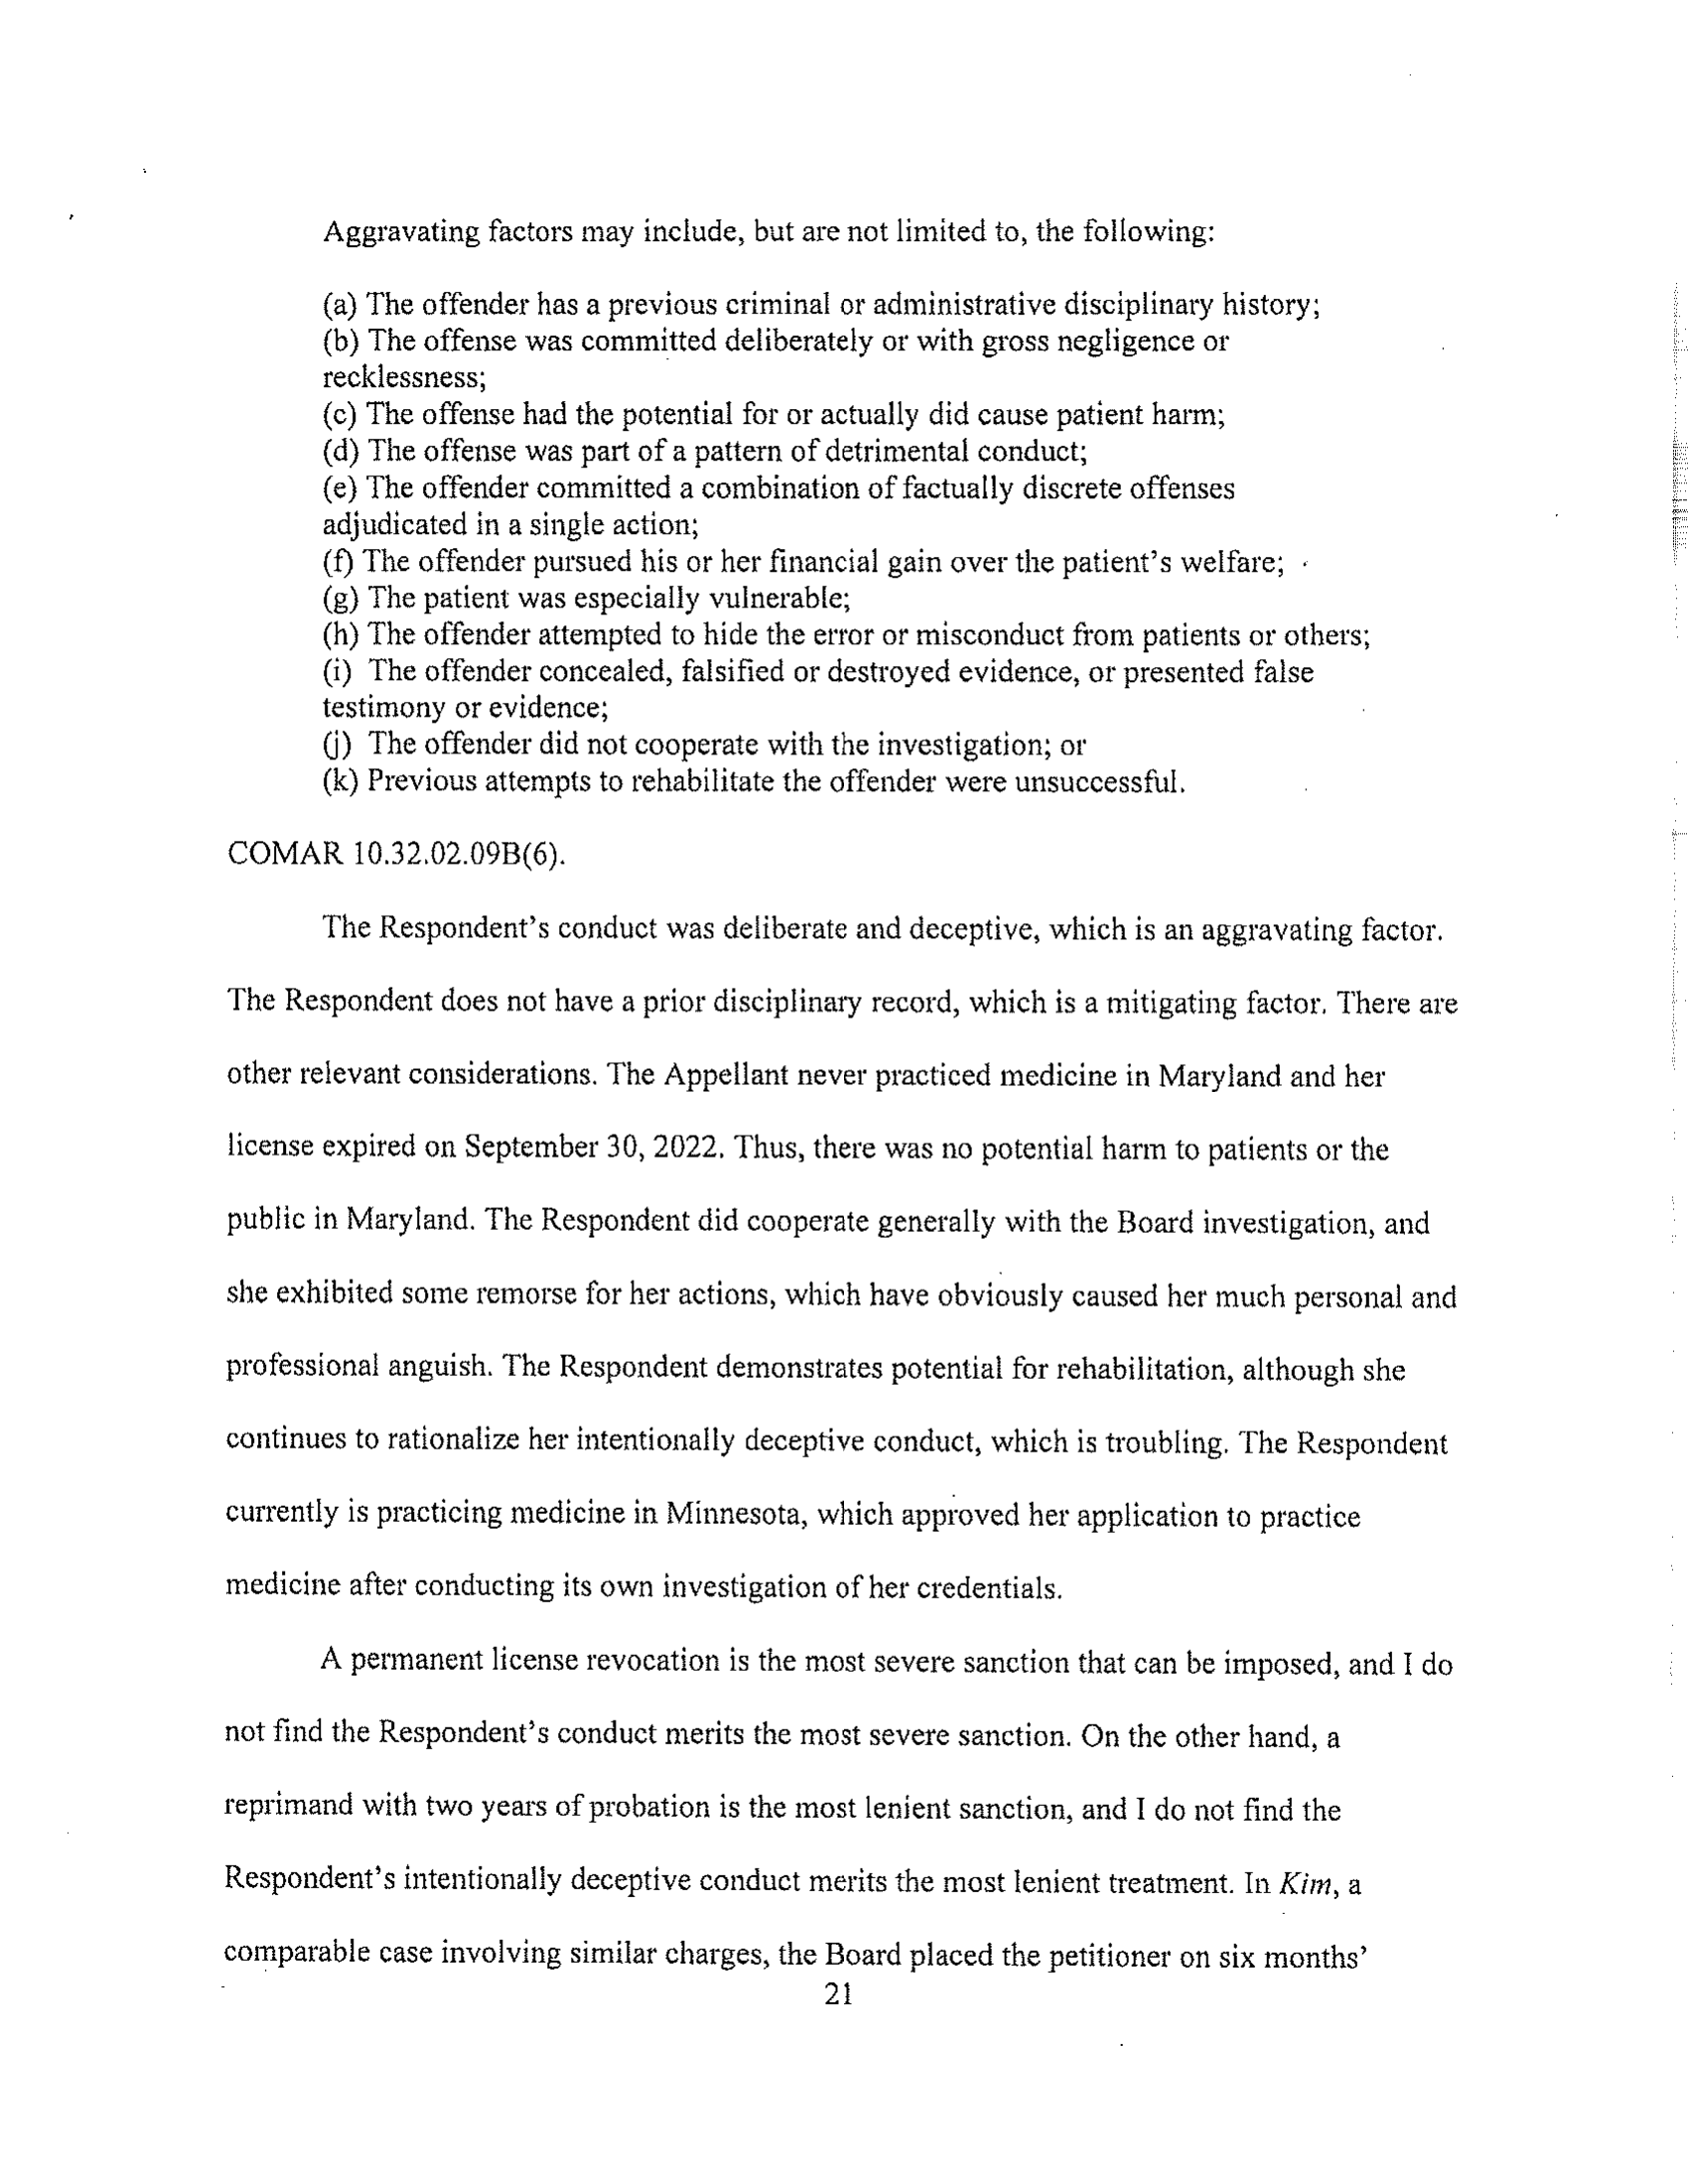 Aggravating factors may include, but are not limited to, the following:
(a) The offender has a previous criminal or administrative disciplinary history;
(b) The offense was committed deliberately or with gross negligence or
recklessness;
(c) The offense had the potential for or actually did cause patient harm;
(d) The offense was part of a pattern of detrimental conduct;
(e) The offender committed a combination of factually discrete offenses
adjudicated in a single action;
(f) The offender pursued his or her financial gain over the patient's welfare;
(g) The patient was especially vulnerable;
(h) The offender attempted to hide the error or misconduct from patients or others;
(i) The offender concealed, falsified or destroyed evidence, or presented false
testimony or evidence;
(j) The offender did not cooperate with the investigation; or
(k) Previous attempts to rehabilitate the offender were unsuccessful.
COMAR 10.32.02.09B(6).
The Respondent's conduct was deliberate and deceptive, which is an aggravating factor.
The Respondent does not have a prior disciplinary record, which is a mitigating factor. There are
other relevant considerations. The Appellant never practiced medicine in Maryland and her
license expired on September 30, 2022. Thus, there was no potential harm to patients or the
public in Maryland. The Respondent did cooperate generally with the Board investigation, and
she exhibited some remorse for her actions, which have obviously caused her much personal and
professional anguish. The Respondent demonstrates potential for rehabilitation, although she
continues to rationalize her intentionally deceptive conduct, which is troubling. The Respondent
currently is practicing medicine in Minnesota, which approved her application to practice
medicine after conducting its own investigation of her credentials.
A permanent license revocation is the most severe sanction that can be imposed, and I do
not find the Respondent's conduct merits the most severe sanction. On the other hand, a
reprimand with two years of probation is the most lenient sanction, and I do not find the
Respondent's intentionally deceptive conduct merits the most lenient treatment. In Kim, a
comparable case involving similar charges, the Board placed the petitioner on six months'
21